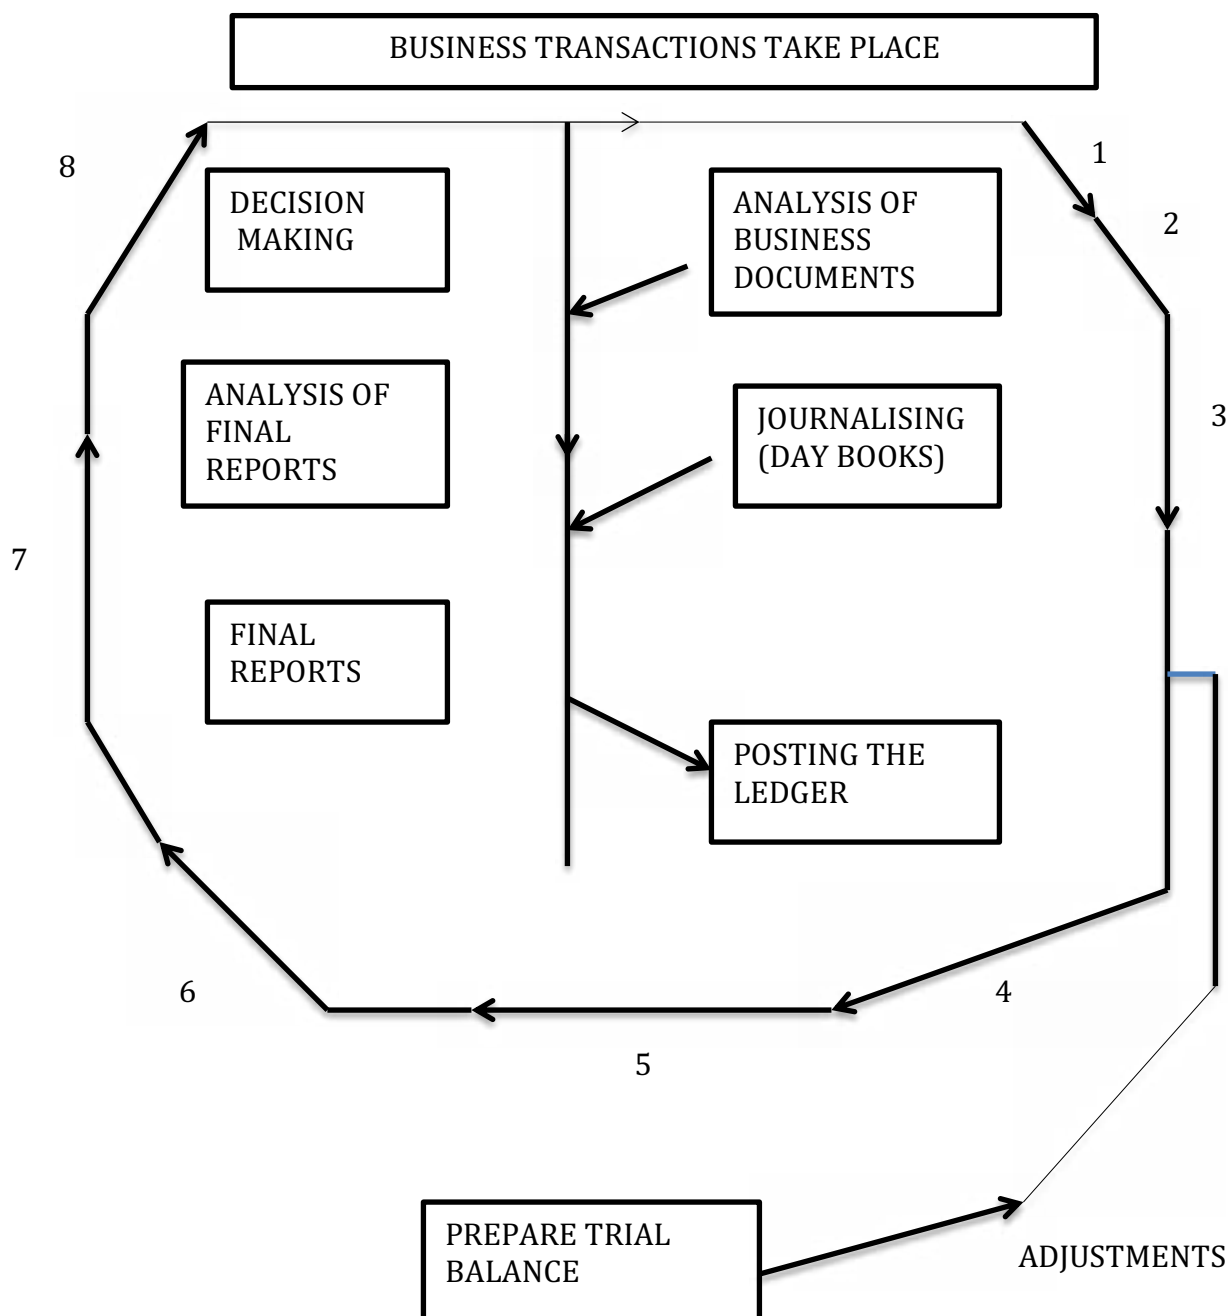 BUSINESS TRANSACTIONS TAKE PLACE
8
1
DECISION
MAKING
ANALYSIS OF
BUSINESS
DOCUMENTS
2
ANALYSIS OF
FINAL
REPORTS
JOURNALISING
(DAY BOOKS)
3
7
FINAL
REPORTS
POSTING THE
LEDGER
6
4
5
PREPARE TRIAL
BALANCE
ADJUSTMENTS